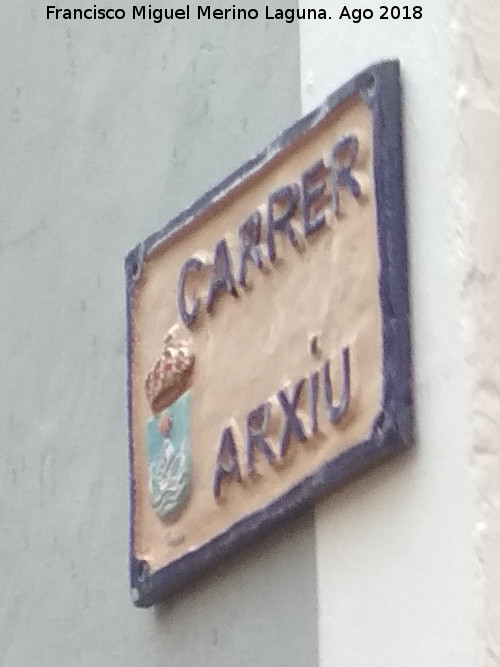 Francisco Miguel Merino Laguna. Ago 2018
CARRER
ARXIU